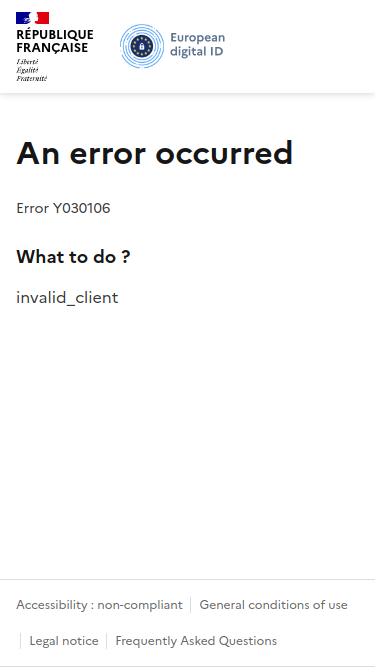 RÉPUBLIQUE
FRANÇAISE
Liberté
Égalité
Fraternité
European
digital ID
An error occurred
Error Y030106
What to do ?
invalid_client
Accessibility : non-compliant
General conditions of use
Legal notice
Frequently Asked Questions